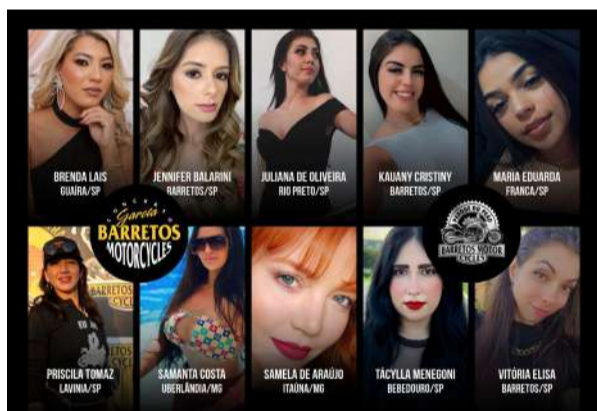 BRENDA LAIS
GUAÍRA/SP
JENNIFER BALARINI
BARRETOS/SP
JULIANA DE OLIVEIRA
RIO PRETO/SP
KAUANY CRISTINY
BARRETOS/SP
MARIA EDUARDA
FRANCA/SP
CONCURSO
Garota
BARRETOS
MOTORCYCLES
BARRETOS MOTOR
CYCLES
PRISCILA TOMAZ
LAVINIA/SP
SAMANTA COSTA
UBERLÂNDIA/MG
SAMELA DE ARAÚJO
ITAÚNA/MG
TÁCYLLA MENEGONI
BEBEDOURO/SP
VITÓRIA ELISA
BARRETOS/SP